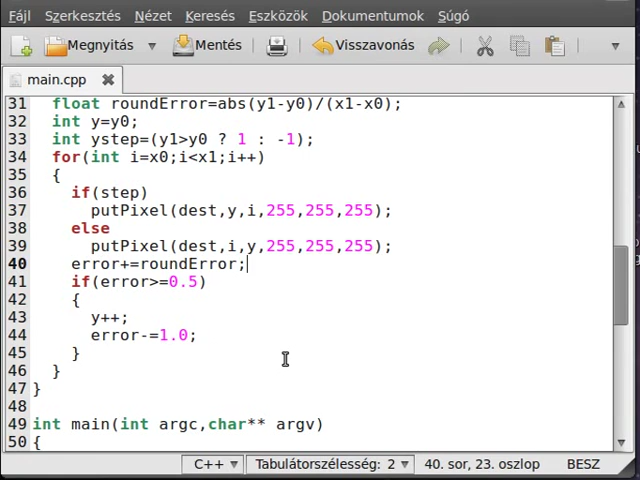 Fájl Szerkesztés Nézet Keresés Eszközök Dokumentumok Súgó
Megnyitás Mentés Visszavonás
main.cpp
31 float roundError=abs(y1-y0)/(x1-x0);
32 int y=y0;
33 int ystep=(y1>y0 ? 1 : -1);
34 for(int i=x0;i<x1;i++)
35 {
36 if(step)
37 putPixel(dest,y,i,255,255,255);
38 else
39 putPixel(dest,i,y,255,255,255);
40 error+=roundError;
41 if(error>=0.5)
42 {
43 y++;
44 error-=1.0;
45 }
46 }
47 }
48
49 int main(int argc,char** argv)
50 {
C++ Tabulátorszélesség: 2 40. sor, 23. oszlop BESZ